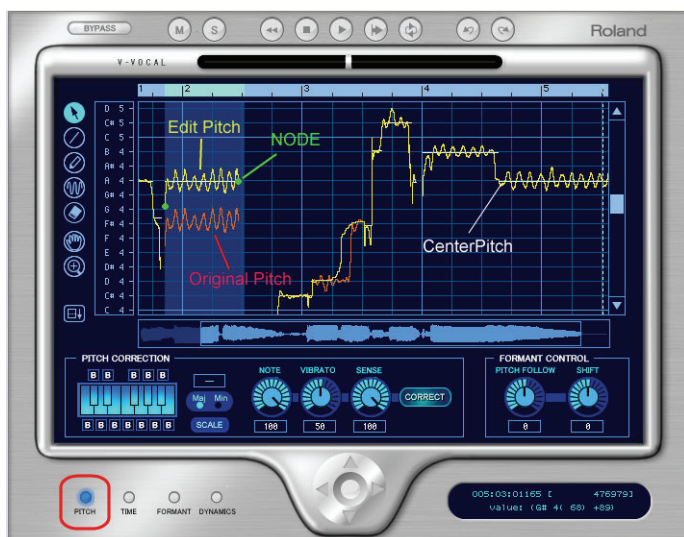 BYPASS M S Roland
V-VOCAL
1 2 3 4 5
D 5
C# 5
C 5
B 4
A# 4
A 4
G# 4
G 4
F# 4
F 4
E 4
D# 4
D 4
C# 4
C 4
Edit Pitch
NODE
Original Pitch
CenterPitch
PITCH CORRECTION
B B B B B
B B B B B B B
—
Maj Min
SCALE
NOTE VIBRATO SENSE
CORRECT
100 50 100
FORMANT CONTROL
PITCH FOLLOW SHIFT
0 0
PITCH TIME FORMANT DYNAMICS
005:03:01165 [ 476979]
value: (G# 4( 68) +89)